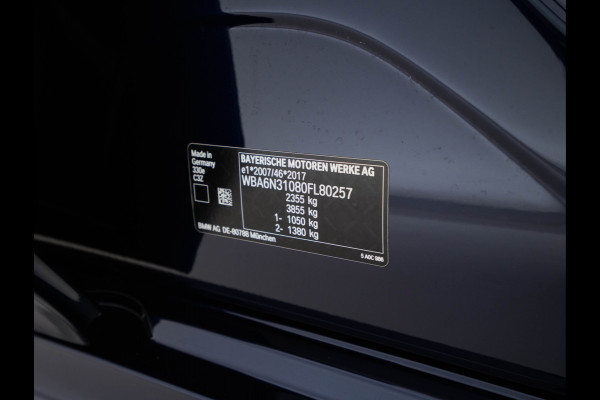 Made in
Germany
330e
C3Z
BAYERISCHE MOTOREN WERKE AG
e1*2007/46*2017
WBA6N31080FL80257
2355 kg
3855 kg
1- 1050 kg
2- 1380 kg
BMW AG DE-80788 München
5 A0C 986